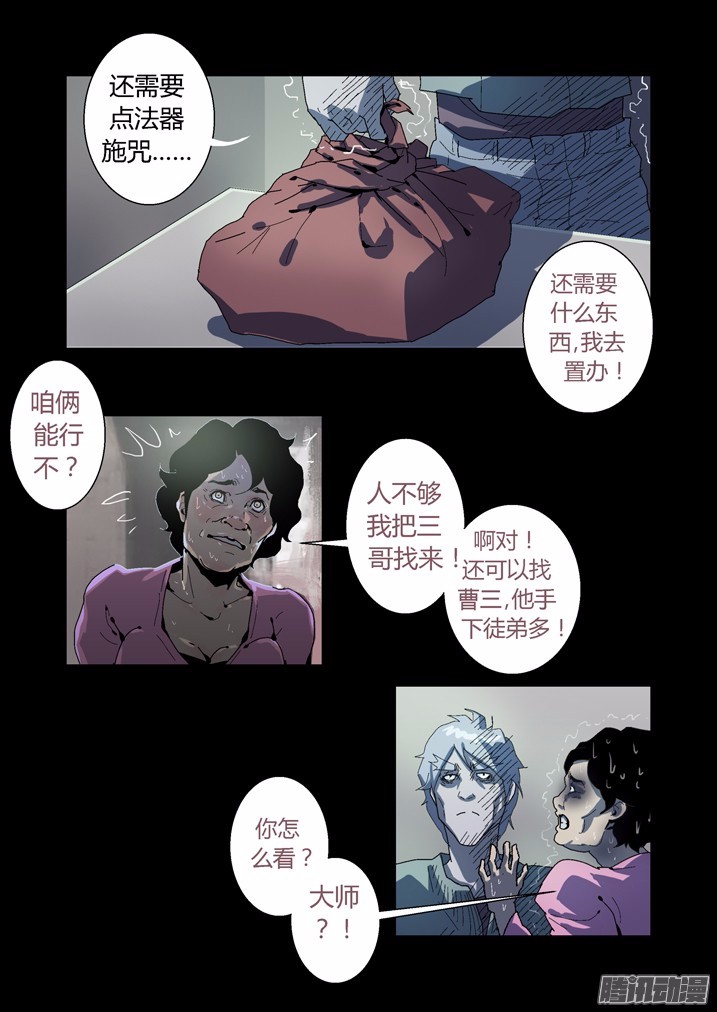 还需要
点法器
施咒……
还需要
什么东
西,我去
置办！
咱俩
能行
不？
人不够
我把三
哥找来！
啊对！
还可以找
曹三,他手
下徒弟多！
你怎
么看？
大师
？！
腾讯动漫